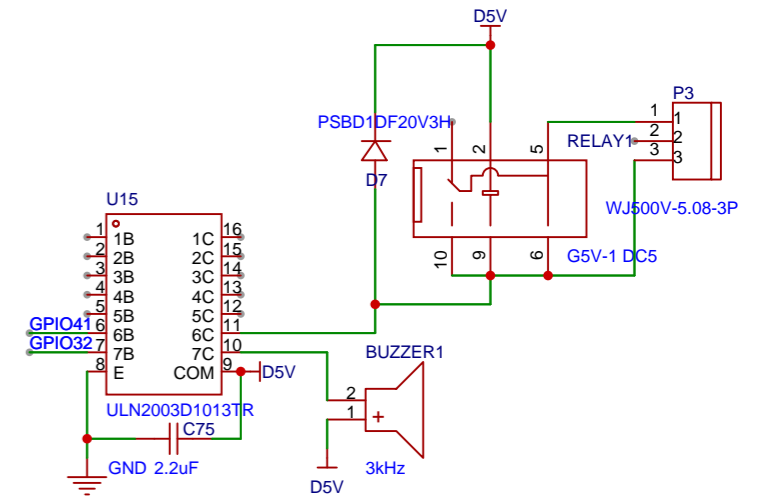 D5V
P3
PSBD1DF20V3H
1
2
5
RELAY1
1
1
2
2
3
3
D7
U15
WJ500V-5.08-3P
1
1B
1C
16
2
2B
2C
15
3
3B
3C
14
4
4B
4C
13
5
5B
5C
12
10
9
6
G5V-1 DC5
GPIO41
6
6B
6C
11
GPIO32
7
7B
7C
10
8
E
COM
9
D5V
BUZZER1
2
1
+
ULN2003D1013TR
C75
GND
2.2uF
3kHz
D5V